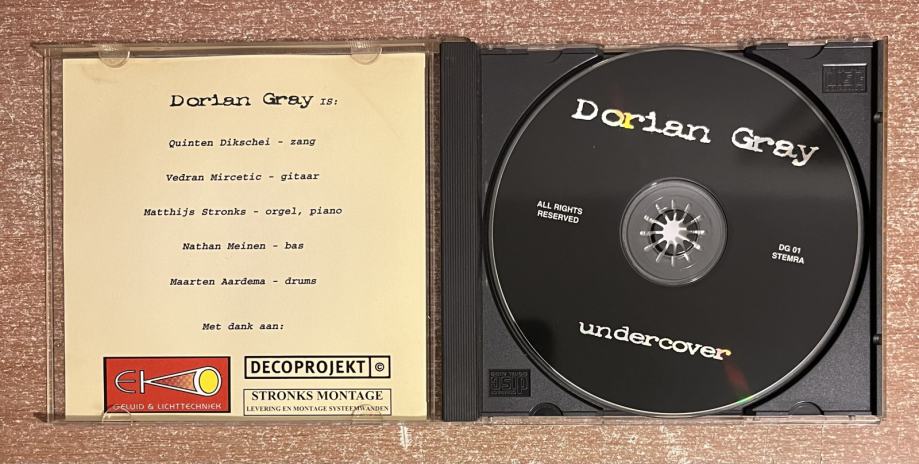 Dorian Gray IS:
Quinten Dikschei - zang
Vedran Mircetic - gitaar
Matthijs Stronks - orgel, piano
Nathan Meinen - bas
Maarten Aardema - drums
Met dank aan:
EK
GELUID & LICHTTECHNIEK
DECOPROJEKT ©
STRONKS MONTAGE
LEVERING EN MONTAGE SYSTEEMWANDEN
Dorian Gray
ALL RIGHTS
RESERVED
DG 01
STEMRA
undercover